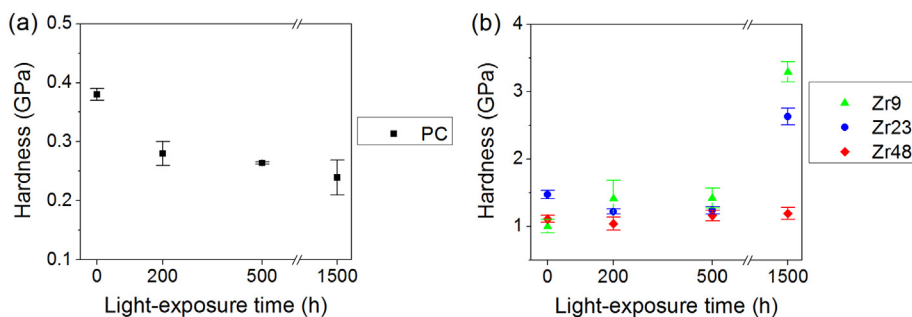 (a)
Hardness (GPa)
0.5
0.4
0.3
0.2
0.1
0
200
500
1500
Light-exposure time (h)
PC
(b)
Hardness (GPa)
4
3
2
1
0
200
500
1500
Light-exposure time (h)
Zr9
Zr23
Zr48